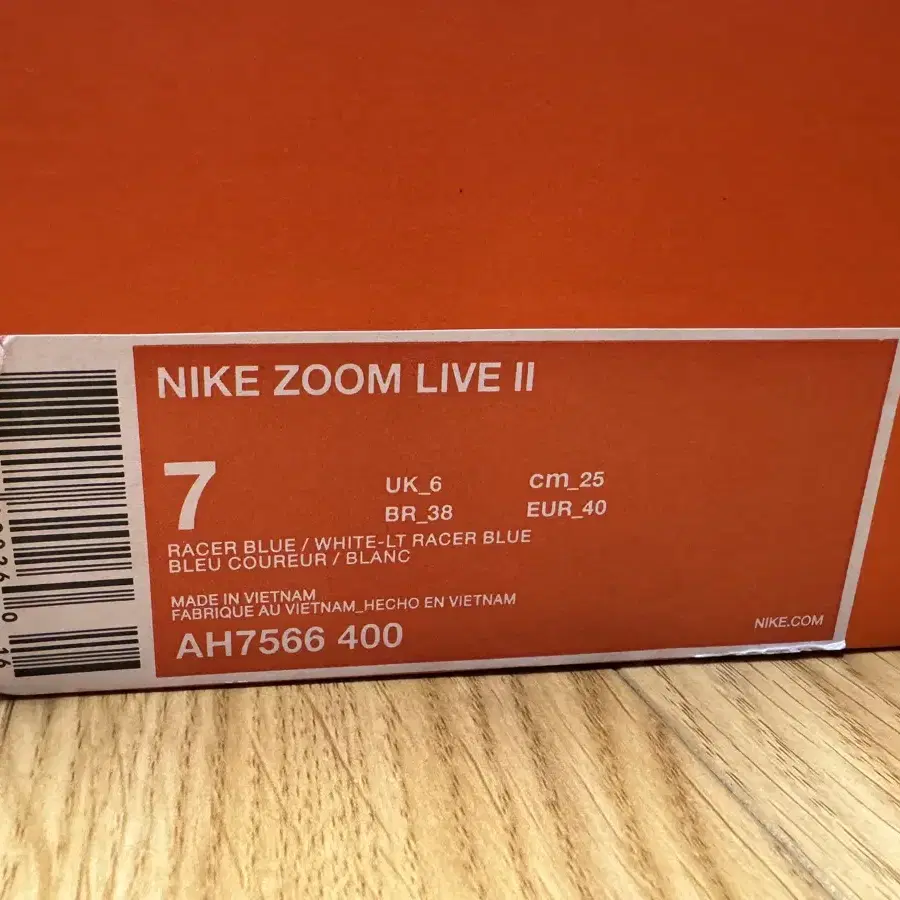 NIKE ZOOM LIVE II
7
UK_6 cm_25
BR_38 EUR_40
RACER BLUE / WHITE-LT RACER BLUE
BLEU COUREUR / BLANC
MADE IN VIETNAM
FABRIQUE AU VIETNAM_HECHO EN VIETNAM
AH7566 400
NIKE.COM